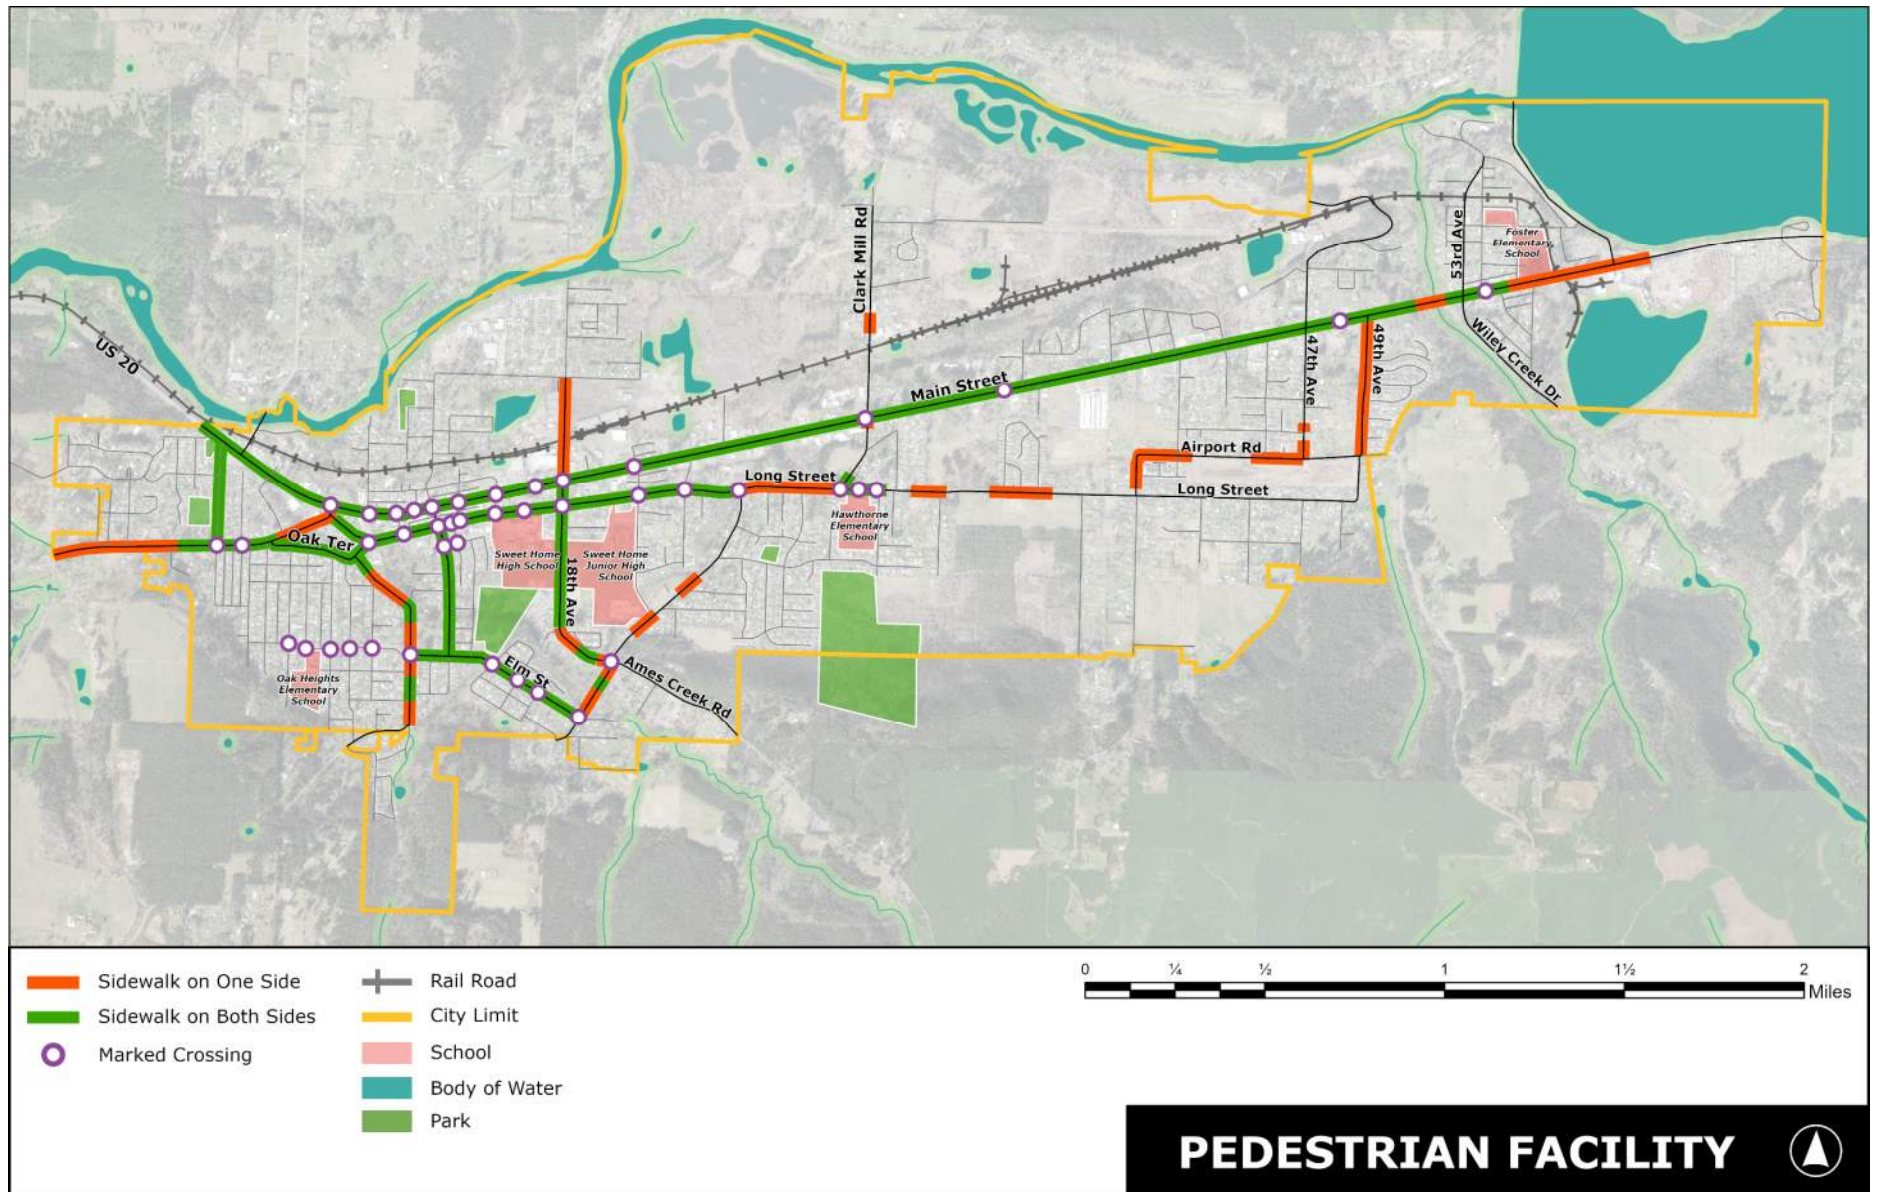 Clark Mill Rd
53rd Ave
Foster
Elementary
School
US 20
47th Ave
49th Ave
Wiley Creek Dr
Main Street
Airport Rd
Long Street
Long Street
Oak Ter
Hawthorne
Elementary
School
Sweet Home
High School
Sweet Home
Junior High
School
18th Ave
Elm St
Ames Creek Rd
Oak Heights
Elementary
School
Sidewalk on One Side
Sidewalk on Both Sides
Marked Crossing
Rail Road
City Limit
School
Body of Water
Park
0 ¼ ½ 1 1½ 2
Miles
PEDESTRIAN FACILITY